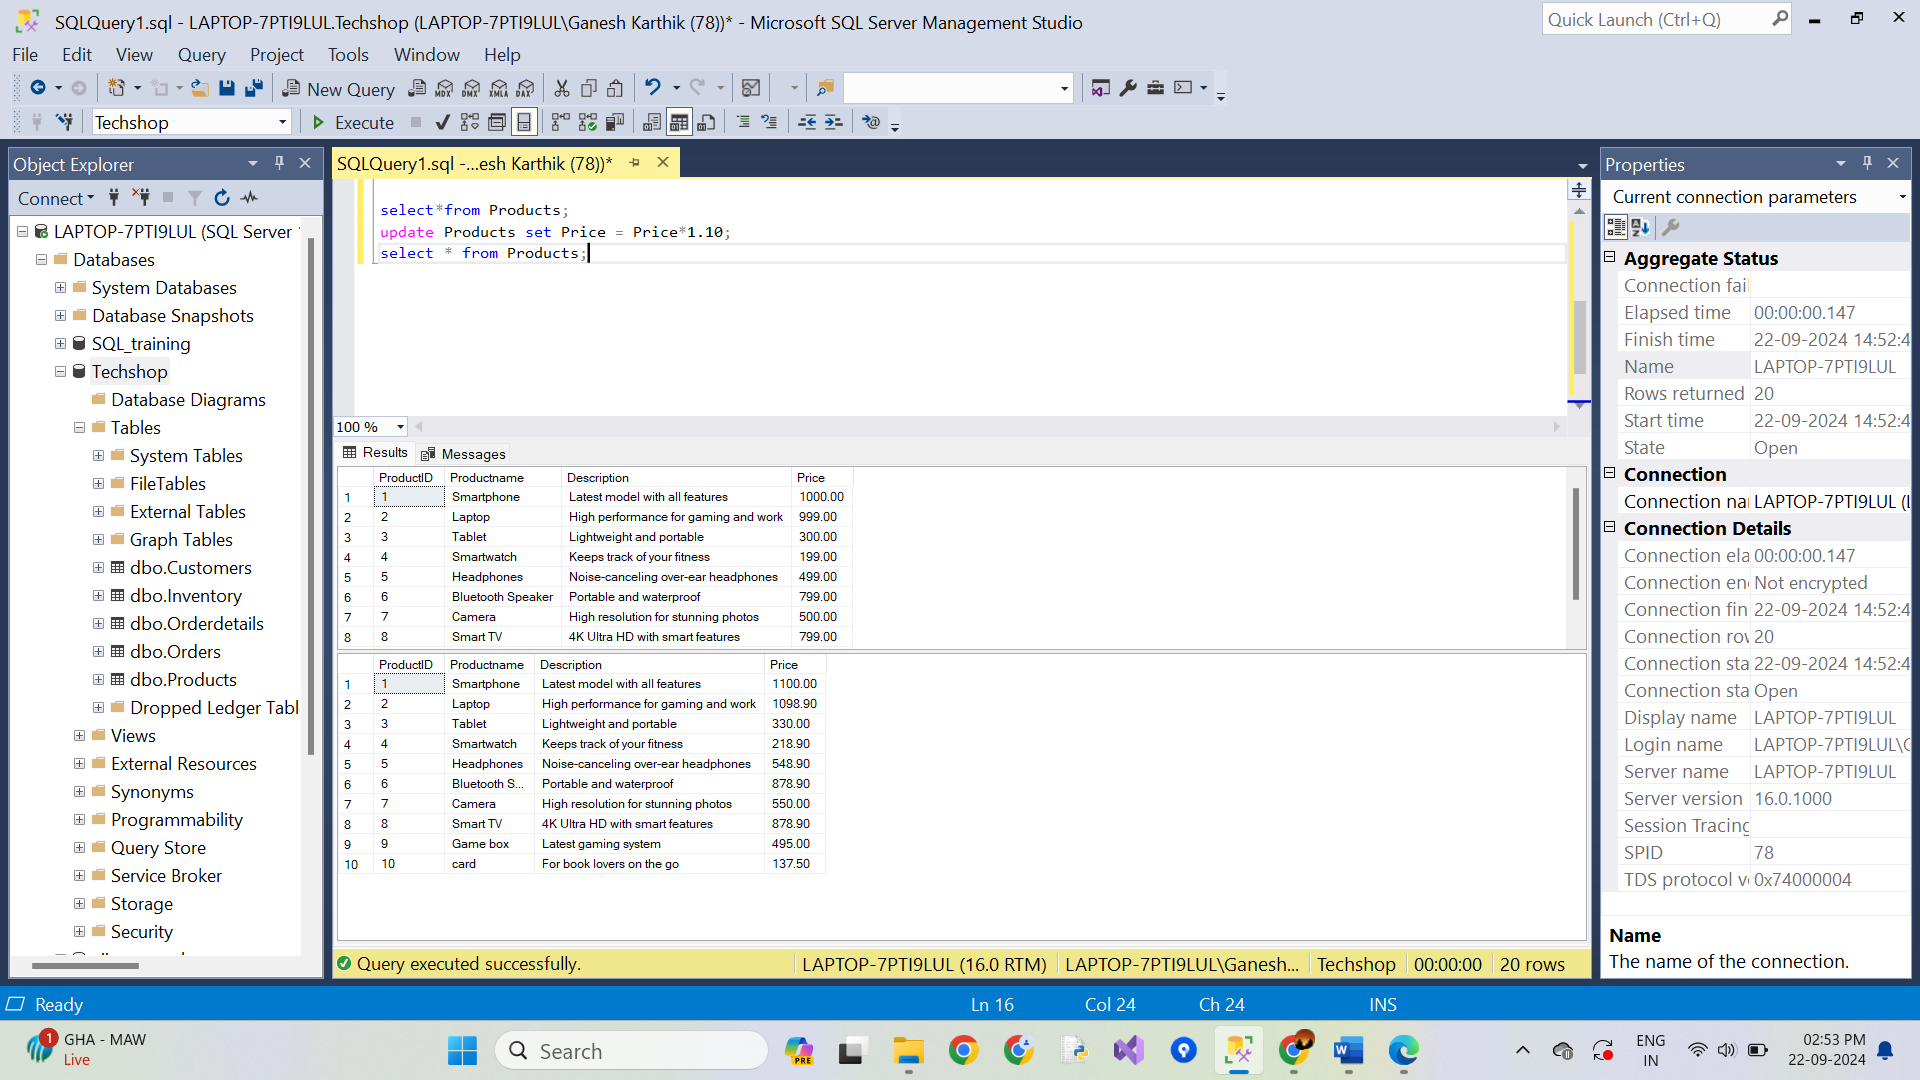 SQLQuery1.sql - LAPTOP-7PTI9LUL.Techshop (LAPTOP-7PTI9LUL\Ganesh Karthik (78))* - Microsoft SQL Server Management Studio
Quick Launch (Ctrl+Q)
File Edit View Query Project Tools Window Help
New Query
MDX DMX XMLA DAX
Techshop
Execute
Object Explorer
Connect
LAPTOP-7PTI9LUL (SQL Server
Databases
System Databases
Database Snapshots
SQL_training
Techshop
Database Diagrams
Tables
System Tables
FileTables
External Tables
Graph Tables
dbo.Customers
dbo.Inventory
dbo.Orderdetails
dbo.Orders
dbo.Products
Dropped Ledger Tabl
Views
External Resources
Synonyms
Programmability
Query Store
Service Broker
Storage
Security
SQLQuery1.sql -...esh Karthik (78))*
select*from Products;
update Products set Price = Price*1.10;
select * from Products;
100 %
Results Messages
ProductID Productname Description Price
1 1 Smartphone Latest model with all features 1000.00
2 2 Laptop High performance for gaming and work 999.00
3 3 Tablet Lightweight and portable 300.00
4 4 Smartwatch Keeps track of your fitness 199.00
5 5 Headphones Noise-canceling over-ear headphones 499.00
6 6 Bluetooth Speaker Portable and waterproof 799.00
7 7 Camera High resolution for stunning photos 500.00
8 8 Smart TV 4K Ultra HD with smart features 799.00
ProductID Productname Description Price
1 1 Smartphone Latest model with all features 1100.00
2 2 Laptop High performance for gaming and work 1098.90
3 3 Tablet Lightweight and portable 330.00
4 4 Smartwatch Keeps track of your fitness 218.90
5 5 Headphones Noise-canceling over-ear headphones 548.90
6 6 Bluetooth S... Portable and waterproof 878.90
7 7 Camera High resolution for stunning photos 550.00
8 8 Smart TV 4K Ultra HD with smart features 878.90
9 9 Game box Latest gaming system 495.00
10 10 card For book lovers on the go 137.50
Query executed successfully. LAPTOP-7PTI9LUL (16.0 RTM) LAPTOP-7PTI9LUL\Ganesh... Techshop 00:00:00 20 rows
Properties
Current connection parameters
Aggregate Status
Connection fail
Elapsed time 00:00:00.147
Finish time 22-09-2024 14:52:4
Name LAPTOP-7PTI9LUL
Rows returned 20
Start time 22-09-2024 14:52:4
State Open
Connection
Connection nai LAPTOP-7PTI9LUL (L
Connection Details
Connection ela 00:00:00.147
Connection en Not encrypted
Connection fin 22-09-2024 14:52:4
Connection rov 20
Connection sta 22-09-2024 14:52:4
Connection sta Open
Display name LAPTOP-7PTI9LUL
Login name LAPTOP-7PTI9LUL\G
Server name LAPTOP-7PTI9LUL
Server version 16.0.1000
Session Tracing
SPID 78
TDS protocol v 0x74000004
Name
The name of the connection.
Ready Ln 16 Col 24 Ch 24 INS
1 GHA - MAW
Live
Search
PRE
ENG
IN
02:53 PM
22-09-2024